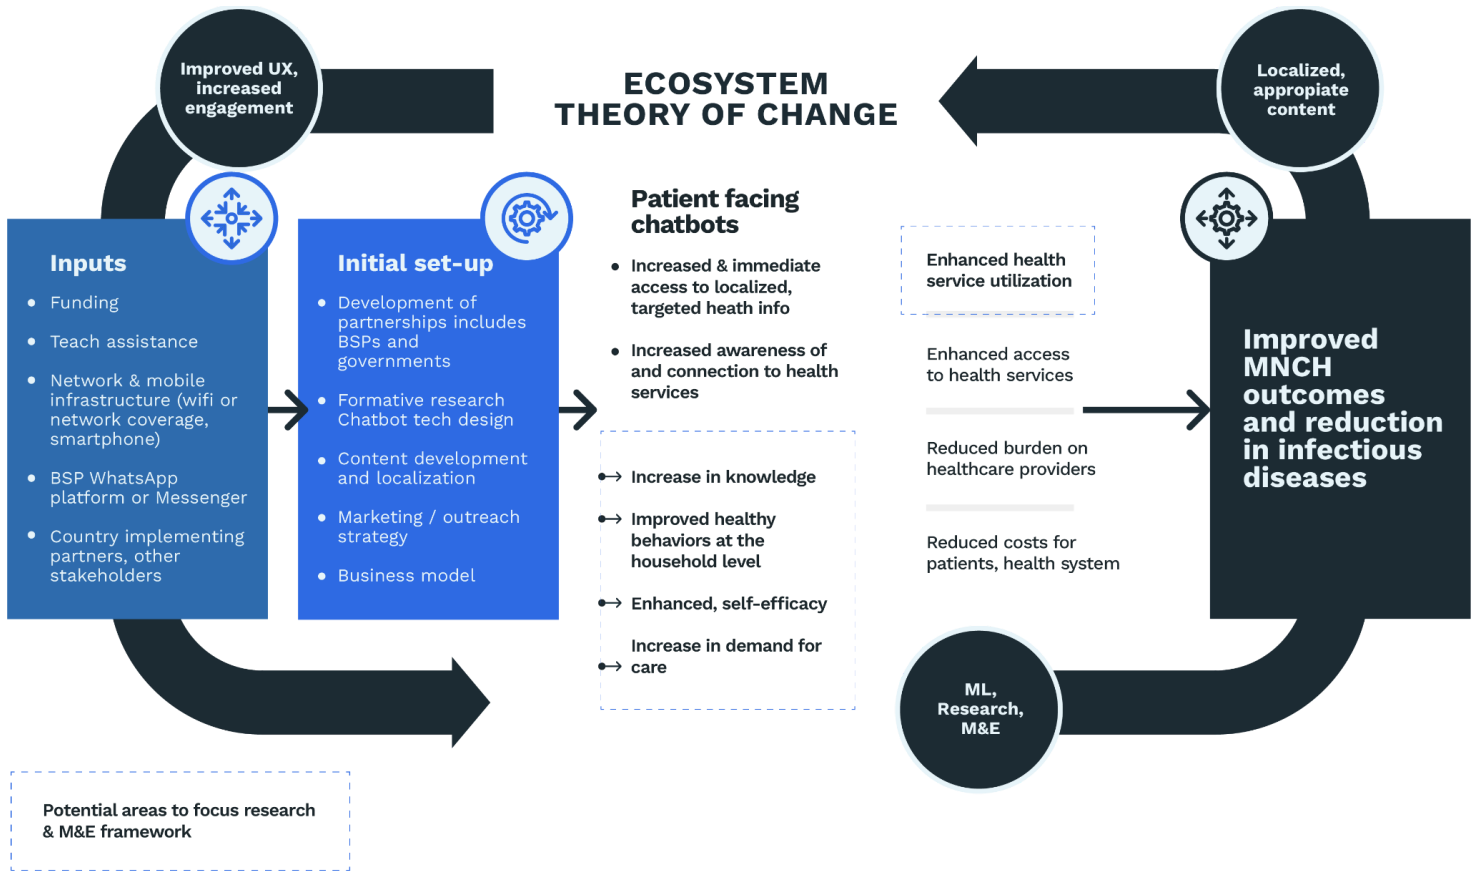 Improved UX,
increased
engagement
ECOSYSTEM
THEORY OF CHANGE
Localized,
appropiate
content
Inputs
Funding
Teach assistance
Network & mobile
infrastructure (wifi or
network coverage,
smartphone)
BSP WhatsApp
platform or Messenger
Country implementing
partners, other
stakeholders
Initial set-up
Development of
partnerships includes
BSPs and
governments
Formative research
Chatbot tech design
Content development
and localization
Marketing / outreach
strategy
Business model
Patient facing
chatbots
Increased & immediate
access to localized,
targeted heath info
Increased awareness of
and connection to health
services
Increase in knowledge
Improved healthy
behaviors at the
household level
Enhanced, self-efficacy
Increase in demand for
care
Enhanced health
service utilization
Enhanced access
to health services
Reduced burden on
healthcare providers
Reduced costs for
patients, health system
Improved
MNCH
outcomes
and reduction
in infectious
diseases
ML,
Research,
M&E
Potential areas to focus research
& M&E framework